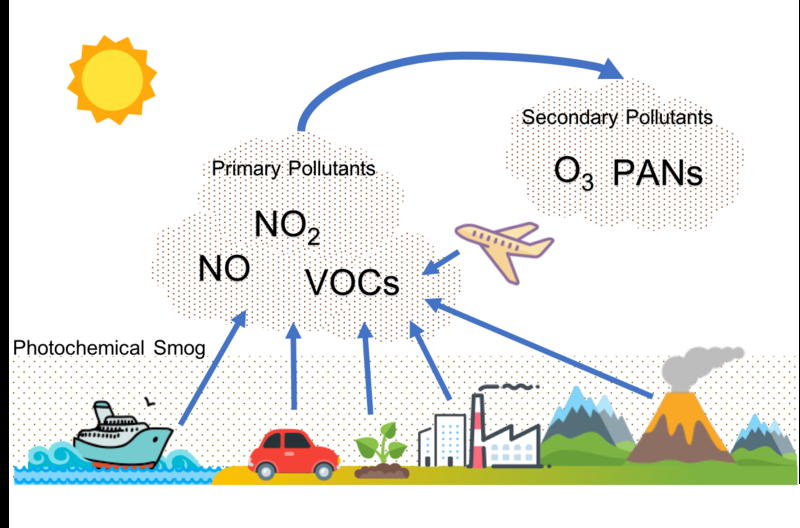 Secondary Pollutants
O₃ PANs
Primary Pollutants
NO₂
NO
VOCs
Photochemical Smog